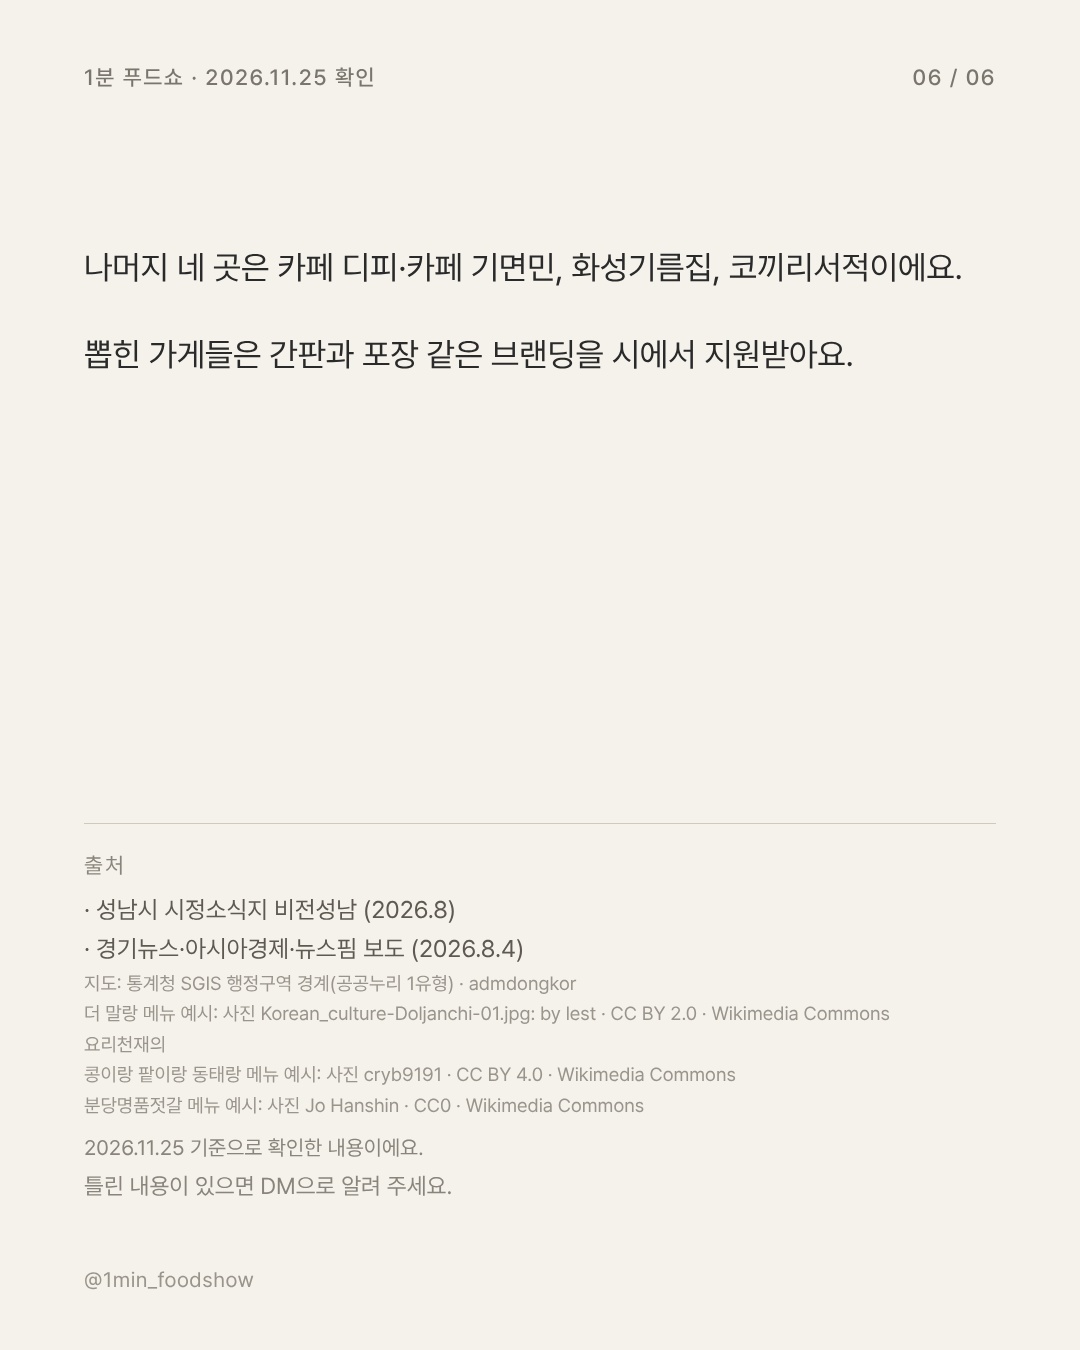 1분 푸드쇼 · 2026.11.25 확인
06 / 06
나머지 네 곳은 카페 디피·카페 기면민, 화성기름집, 코끼리서적이에요.
뽑힌 가게들은 간판과 포장 같은 브랜딩을 시에서 지원받아요.
출처
· 성남시 시정소식지 비전성남 (2026.8)
· 경기뉴스·아시아경제·뉴스핌 보도 (2026.8.4)
지도: 통계청 SGIS 행정구역 경계(공공누리 1유형) · admdongkor
더 말랑 메뉴 예시: 사진 Korean_culture-Doljanchi-01.jpg: by lest · CC BY 2.0 · Wikimedia Commons
요리천재의
콩이랑 팥이랑 동태랑 메뉴 예시: 사진 cryb9191 · CC BY 4.0 · Wikimedia Commons
분당명품젓갈 메뉴 예시: 사진 Jo Hanshin · CC0 · Wikimedia Commons
2026.11.25 기준으로 확인한 내용이에요.
틀린 내용이 있으면 DM으로 알려 주세요.
@1min_foodshow